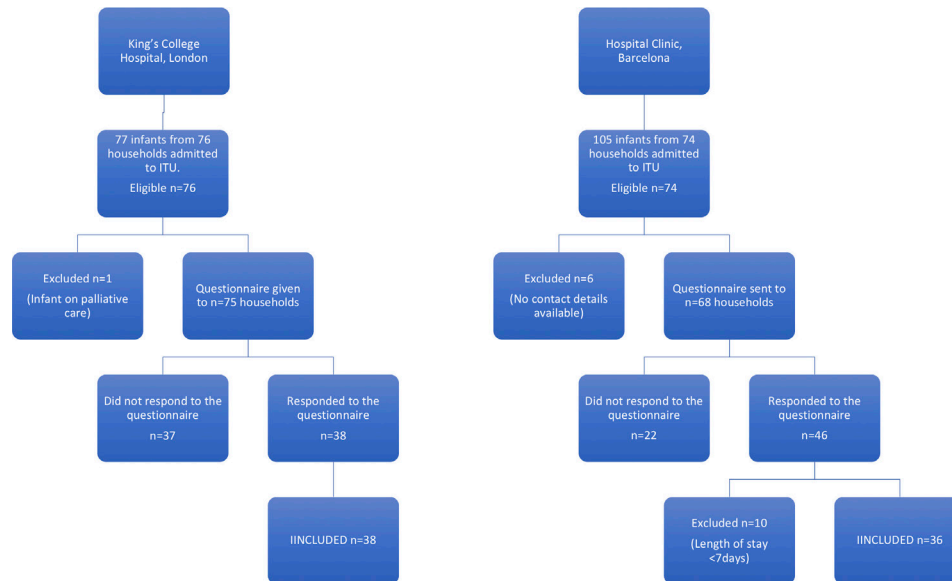 King's College
Hospital, London
77 infants from 76
households admitted
to ITU.
Eligible n=76
Excluded n=1
(Infant on palliative
care)
Questionnaire given
to n=75 households
Did not respond to the
questionnaire
n=37
Responded to the
questionnaire
n=38
IINCLUDED n=38
Hospital Clinic,
Barcelona
105 infants from 74
households admitted to
ITU
Eligible n=74
Excluded n=6
(No contact details
available)
Questionnaire sent to
n=68 households
Did not respond to the
questionnaire
n=22
Responded to the
questionnaire
n=46
Excluded n=10
(Length of stay
<7days)
IINCLUDED n=36